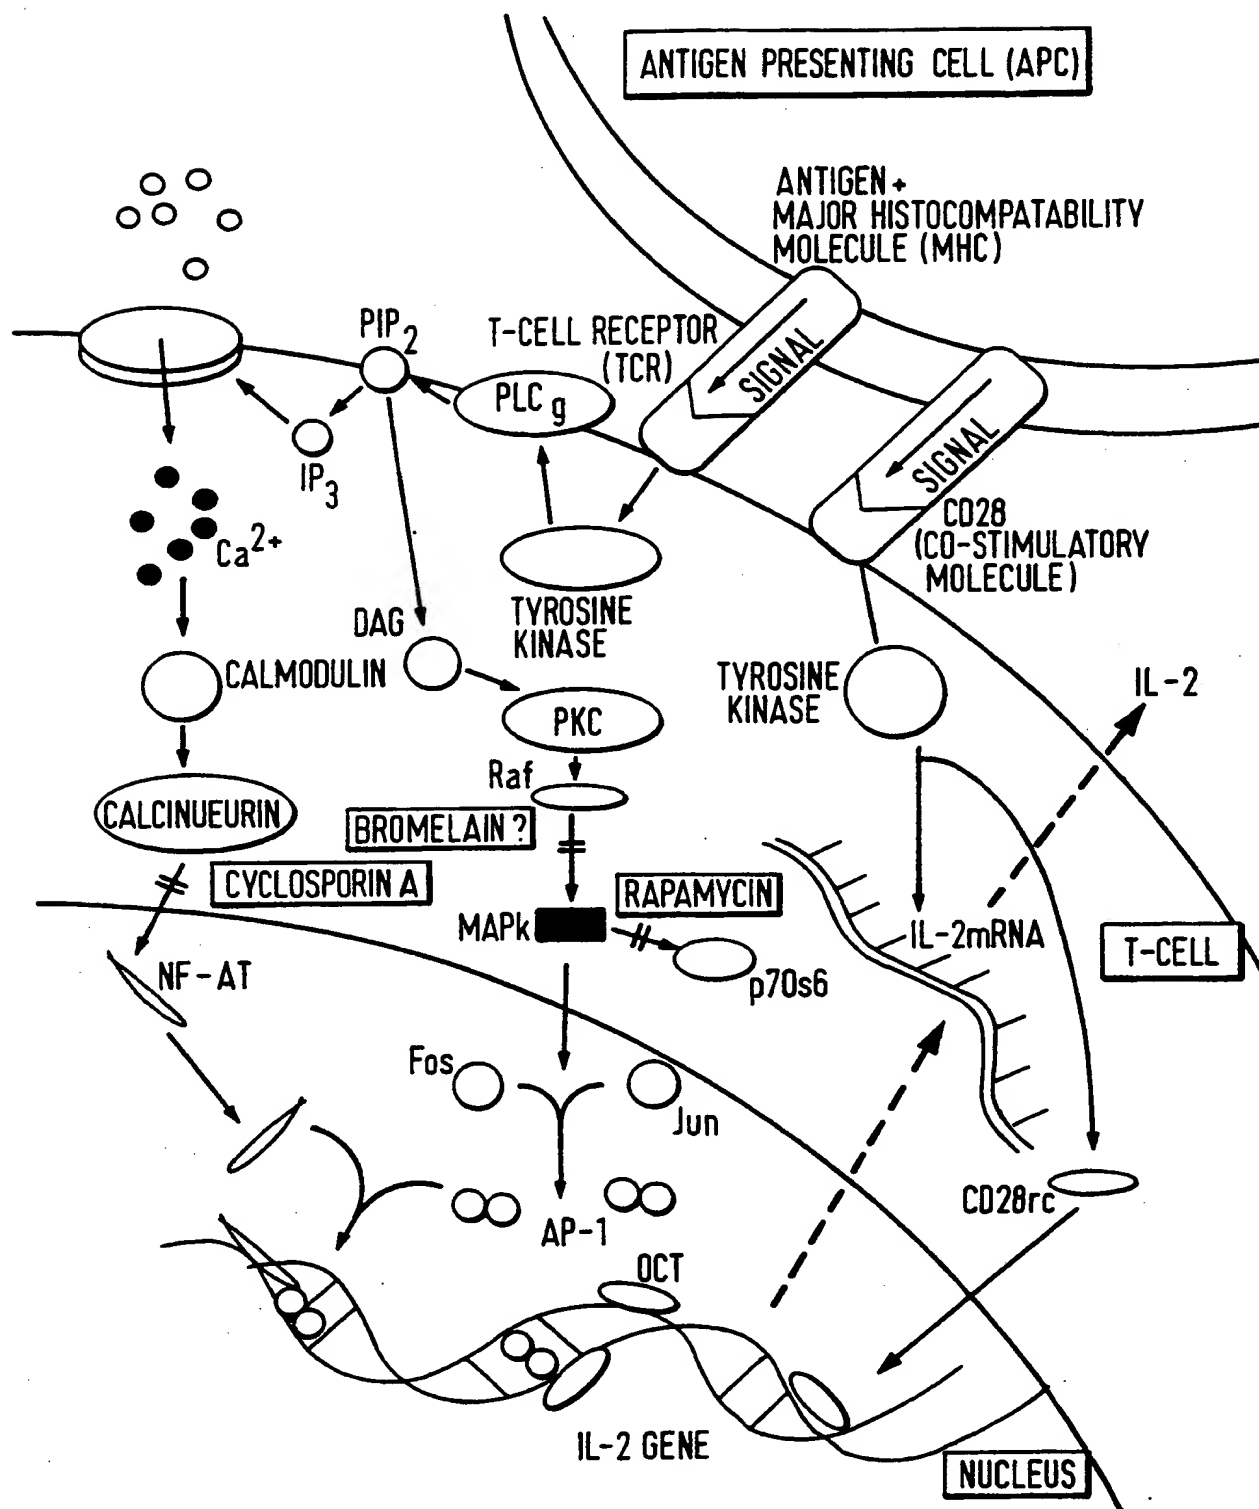 ANTIGEN PRESENTING CELL (APC)
ANTIGEN +
MAJOR HISTOCOMPATABILITY
MOLECULE (MHC)
PIP2
T-CELL RECEPTOR
(TCR)
SIGNAL
PLC g
SIGNAL
IP3
CD28
(CO-STIMULATORY
MOLECULE)
Ca2+
DAG
TYROSINE
KINASE
CALMODULIN
TYROSINE
KINASE
IL-2
PKC
Raf
CALCINUEURIN
BROMELAIN ?
CYCLOSPORIN A
RAPAMYCIN
MAPk
IL-2mRNA
T-CELL
NF-AT
p70s6
Fos
Jun
CD28rc
AP-1
OCT
IL-2 GENE
NUCLEUS